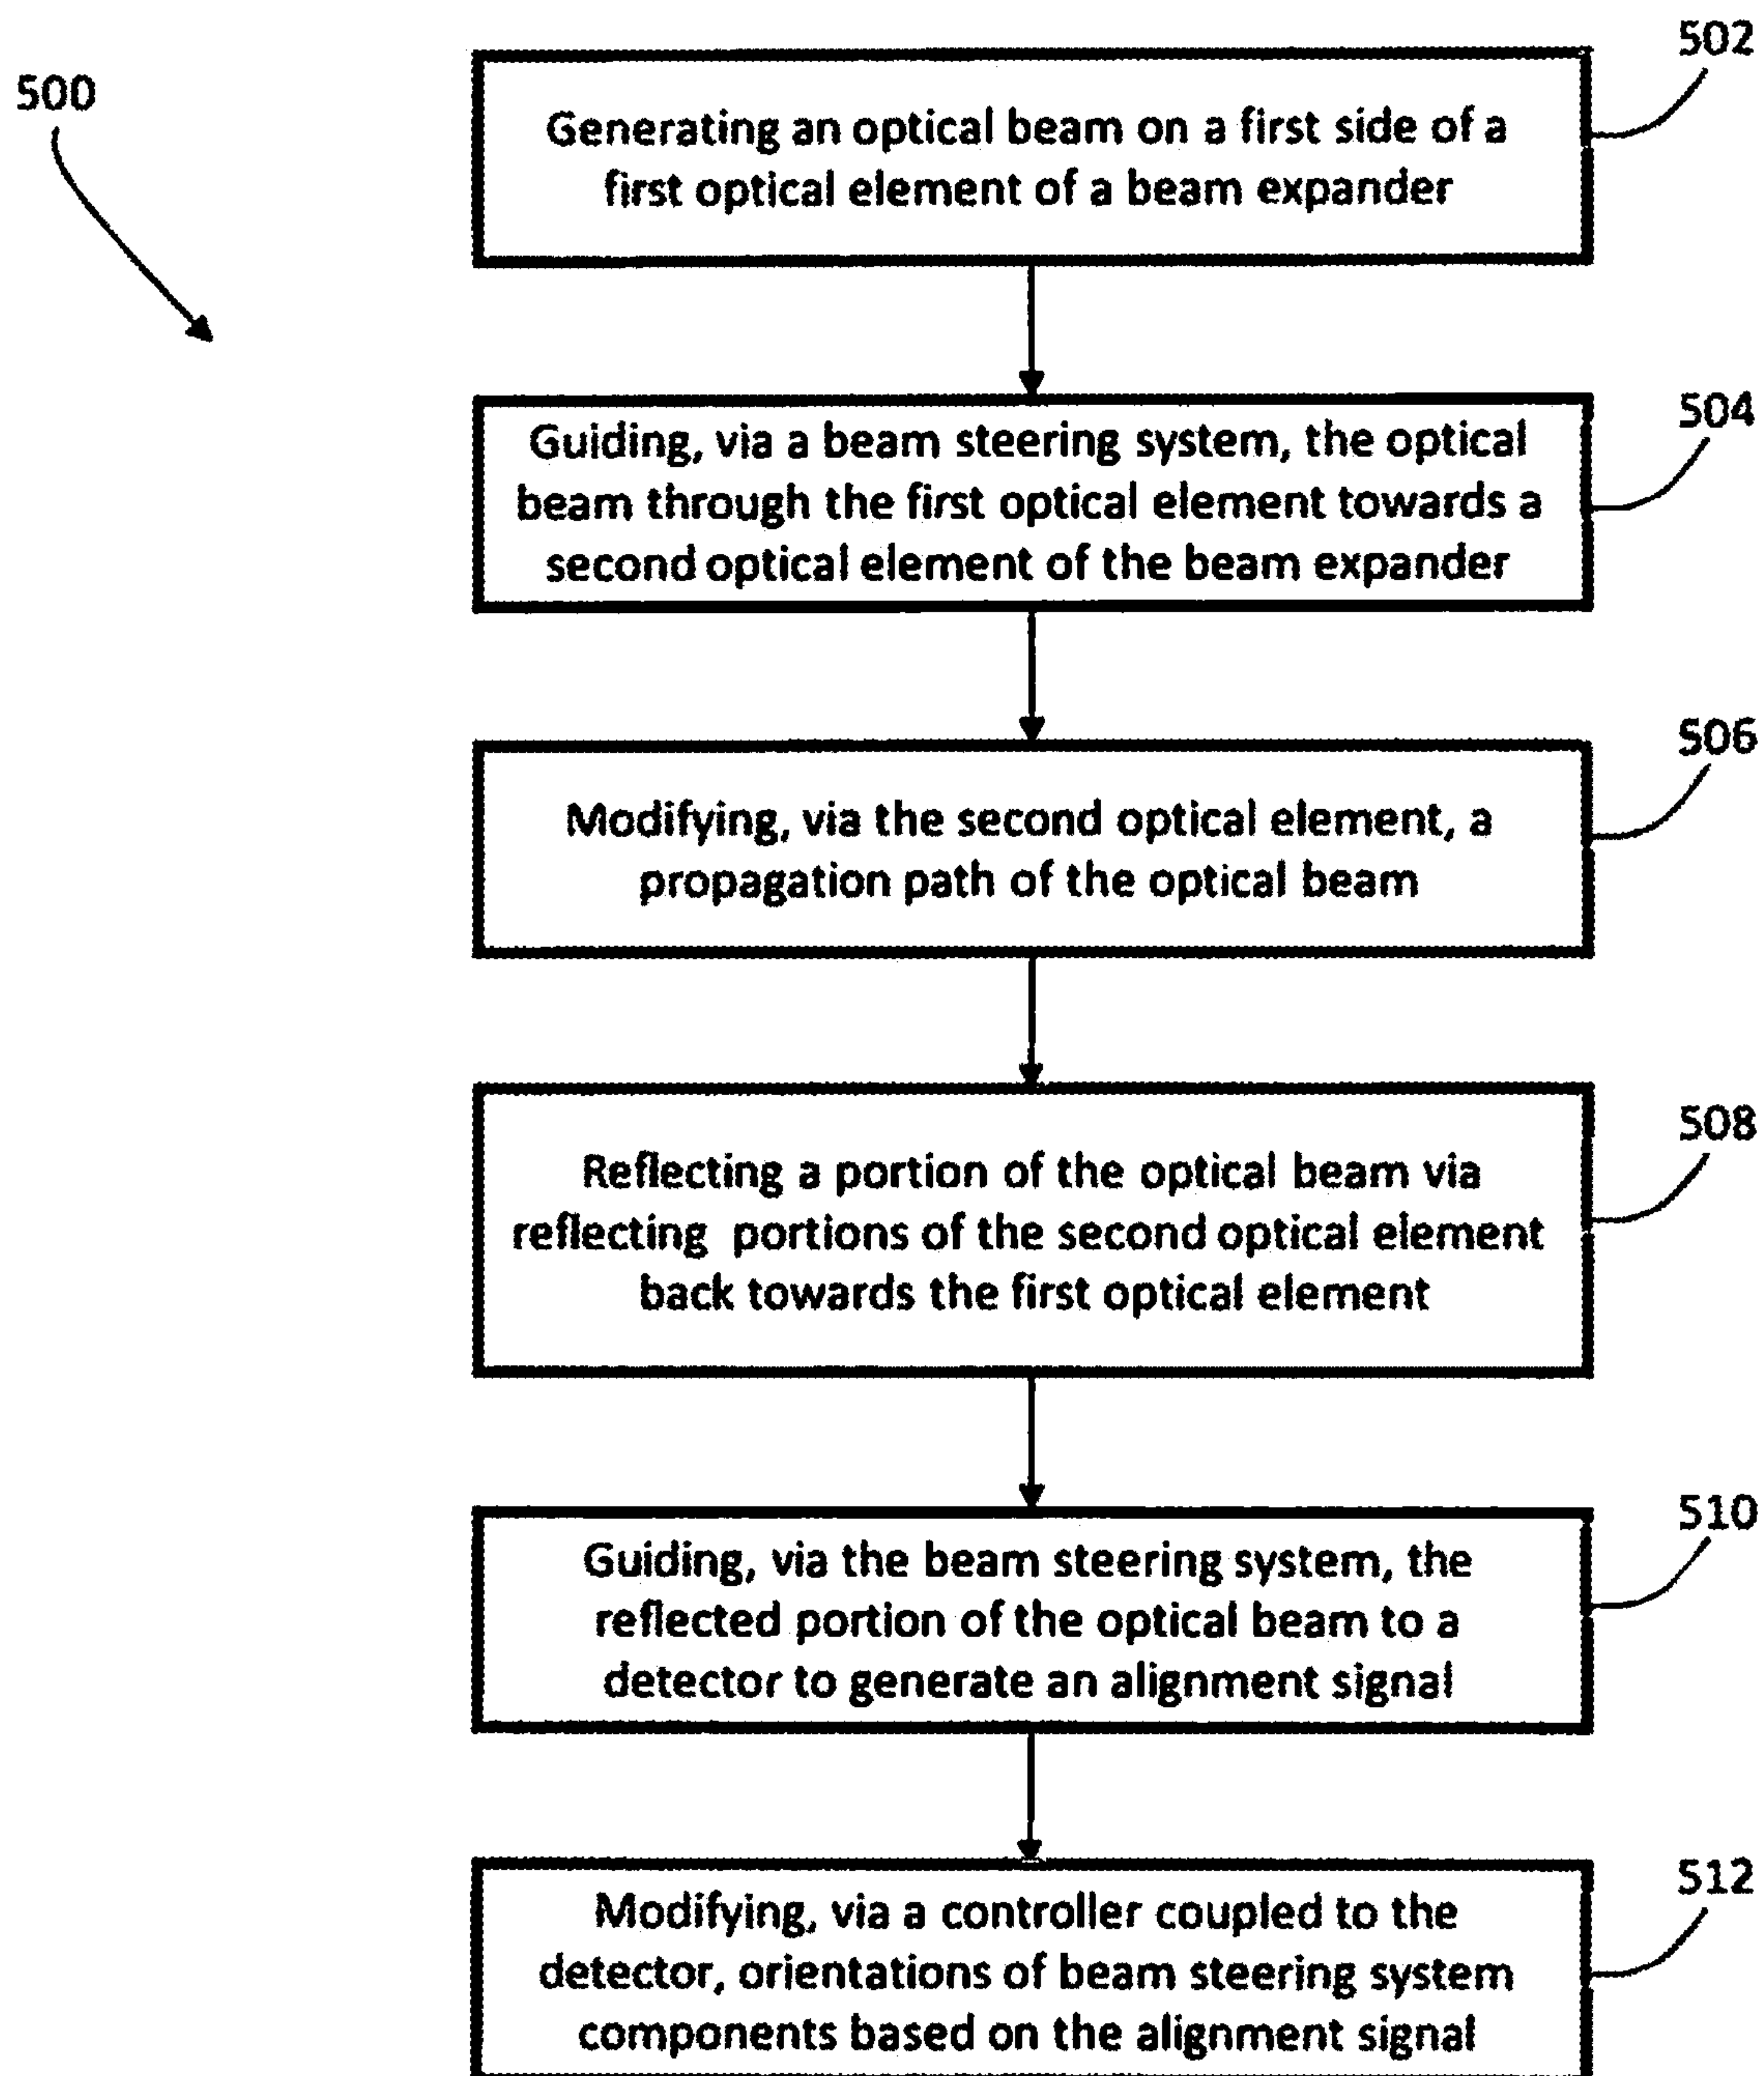 500
502
Generating an optical beam on a first side of a
first optical element of a beam expander
504
Guiding, via a beam steering system, the optical
beam through the first optical element towards a
second optical element of the beam expander
506
Modifying, via the second optical element, a
propagation path of the optical beam
508
Reflecting a portion of the optical beam via
reflecting portions of the second optical element
back towards the first optical element
510
Guiding, via the beam steering system, the
reflected portion of the optical beam to a
detector to generate an alignment signal
512
Modifying, via a controller coupled to the
detector, orientations of beam steering system
components based on the alignment signal